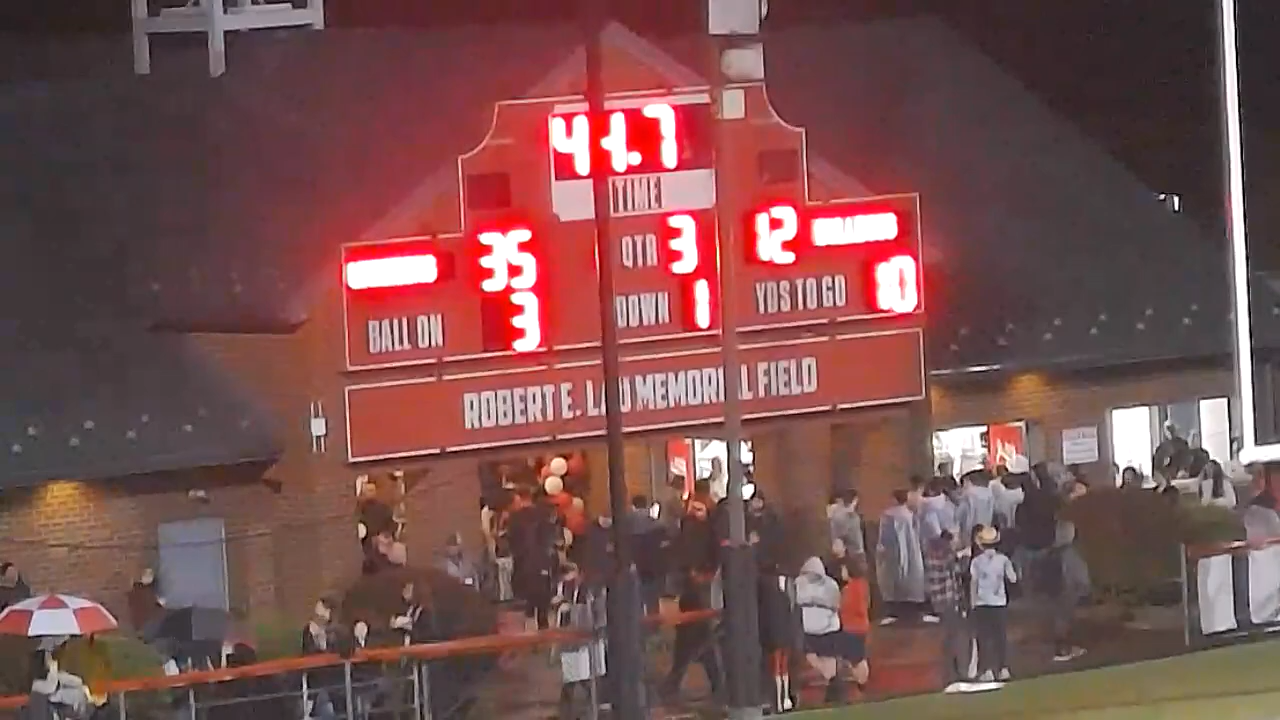 41.7
TIME
35 QTR 3 12
BALL ON 3 DOWN 1 YDS TO GO 10
ROBERT E. MEMORIAL FIELD